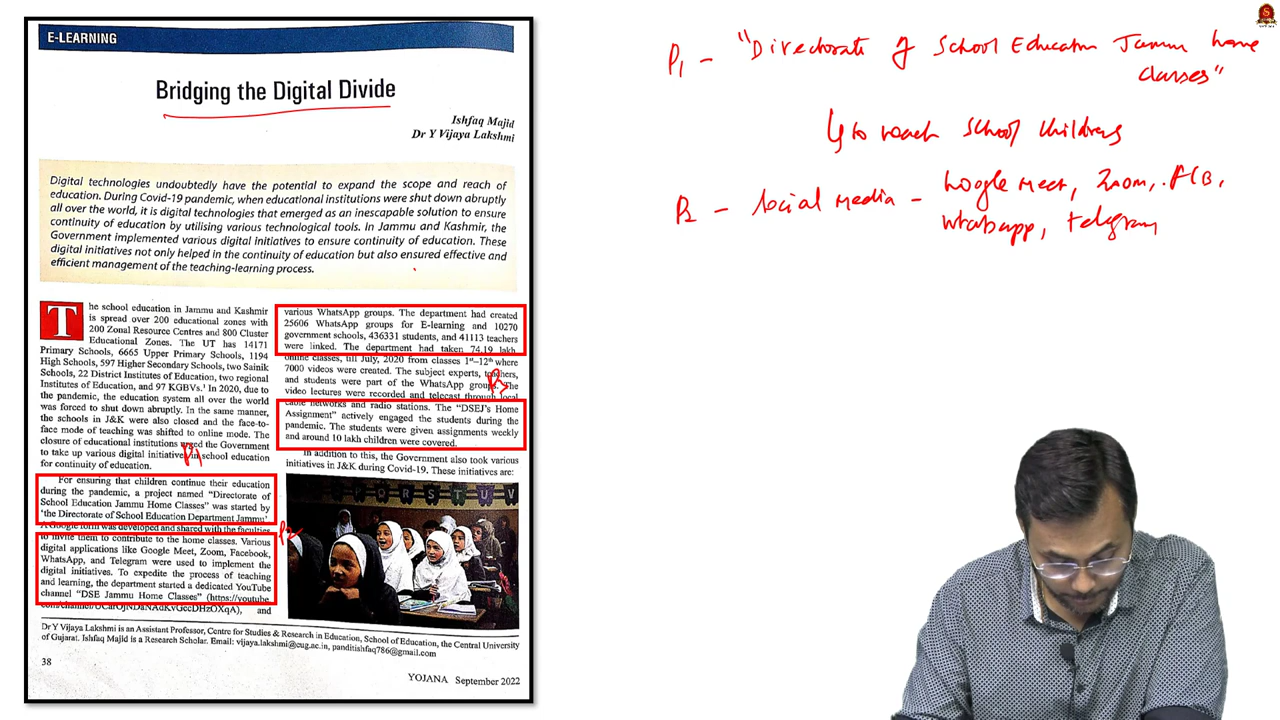 E-LEARNING
Bridging the Digital Divide
Ishfaq Majid
Dr Y Vijaya Lakshmi
Digital technologies undoubtedly have the potential to expand the scope and reach of
education. During Covid-19 pandemic, when educational institutions were shut down abruptly
all over the world, it is digital technologies that emerged as an inescapable solution to ensure
continuity of education by utilising various technological tools. In Jammu and Kashmir, the
Government implemented various digital initiatives to ensure continuity of education. These
digital initiatives not only helped in the continuity of education but also ensured effective and
efficient management of the teaching-learning process.
The school education in Jammu and Kashmir
is spread over 200 educational zones with
200 Zonal Resource Centres and 800 Cluster
Educational Zones. The UT has 14171
Primary Schools, 6665 Upper Primary Schools, 1194
High Schools, 597 Higher Secondary Schools, two Sainik
Schools, 22 District Institutes of Education, two regional
Institutes of Education, and 97 KGBVs.¹ In 2020, due to
the pandemic, the education system all over the world
was forced to shut down abruptly. In the same manner,
the schools in J&K were also closed and the face-to-
face mode of teaching was shifted to online mode. The
closure of educational institutions urged the Government
to take up various digital initiatives in school education
for continuity of education.
P1
For ensuring that children continue their education
during the pandemic, a project named "Directorate of
School Education Jammu Home Classes" was started by
'the Directorate of School Education Department Jammu'.
A Google form was developed and shared with the faculties
to invite them to contribute to the home classes. Various
digital applications like Google Meet, Zoom, Facebook,
WhatsApp, and Telegram were used to implement the
digital initiatives. To expedite the process of teaching
and learning, the department started a dedicated YouTube
channel "DSE Jammu Home Classes" (https://youtube.
and
P2
various WhatsApp groups. The department had created
25606 WhatsApp groups for E-learning and 10270
government schools, 436331 students, and 41113 teachers
were linked. The department had taken 74.19 lakh
online classes, till July, 2020 from classes 1st-12th where
7000 videos were created. The subject experts, teachers,
and students were part of the WhatsApp groups. The
video lectures were recorded and telecast through local
cable networks and radio stations. The "DSEJ's Home
Assignment" actively engaged the students during the
pandemic. The students were given assignments weekly
and around 10 lakh children were covered.
P3
In addition to this, the Government also took various
initiatives in J&K during Covid-19. These initiatives are:
P O R S T U V
Dr Y Vijaya Lakshmi is an Assistant Professor, Centre for Studies & Research in Education, School of Education, the Central University
of Gujarat. Ishfaq Majid is a Research Scholar. Email: vijaya.lakshmi@cug.ac.in, panditishfaq786@gmail.com
38
YOJANA September 2022
P1 - "Directorate of School Education Jammu home
classes"
to reach school childrens
P2 - Social media - Google meet, Zoom, FB,
whatsapp, telegram